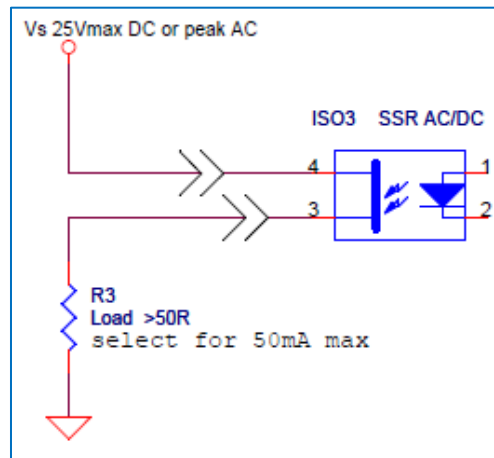 Vs 25Vmax DC or peak AC
ISO3 SSR AC/DC
4
1
3
2
R3
Load >50R
select for 50mA max